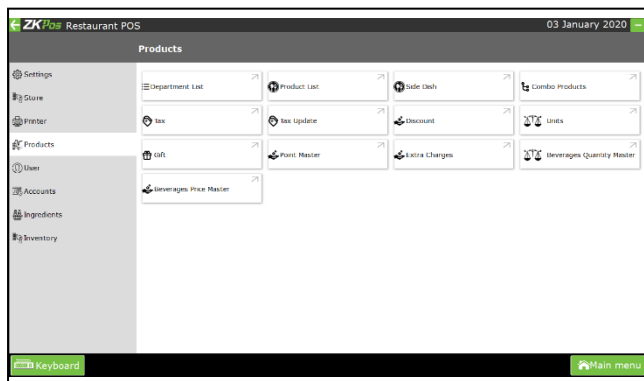 ZKPos Restaurant POS 03 January 2020
Products
Settings
Store
Printer
Products
User
Accounts
Ingredients
Inventory
Department List Product List Side Dish Combo Products
Tax Tax Update Discount Units
Gift Point Master Extra Charges Beverages Quantity Master
Beverages Price Master
Keyboard Main menu